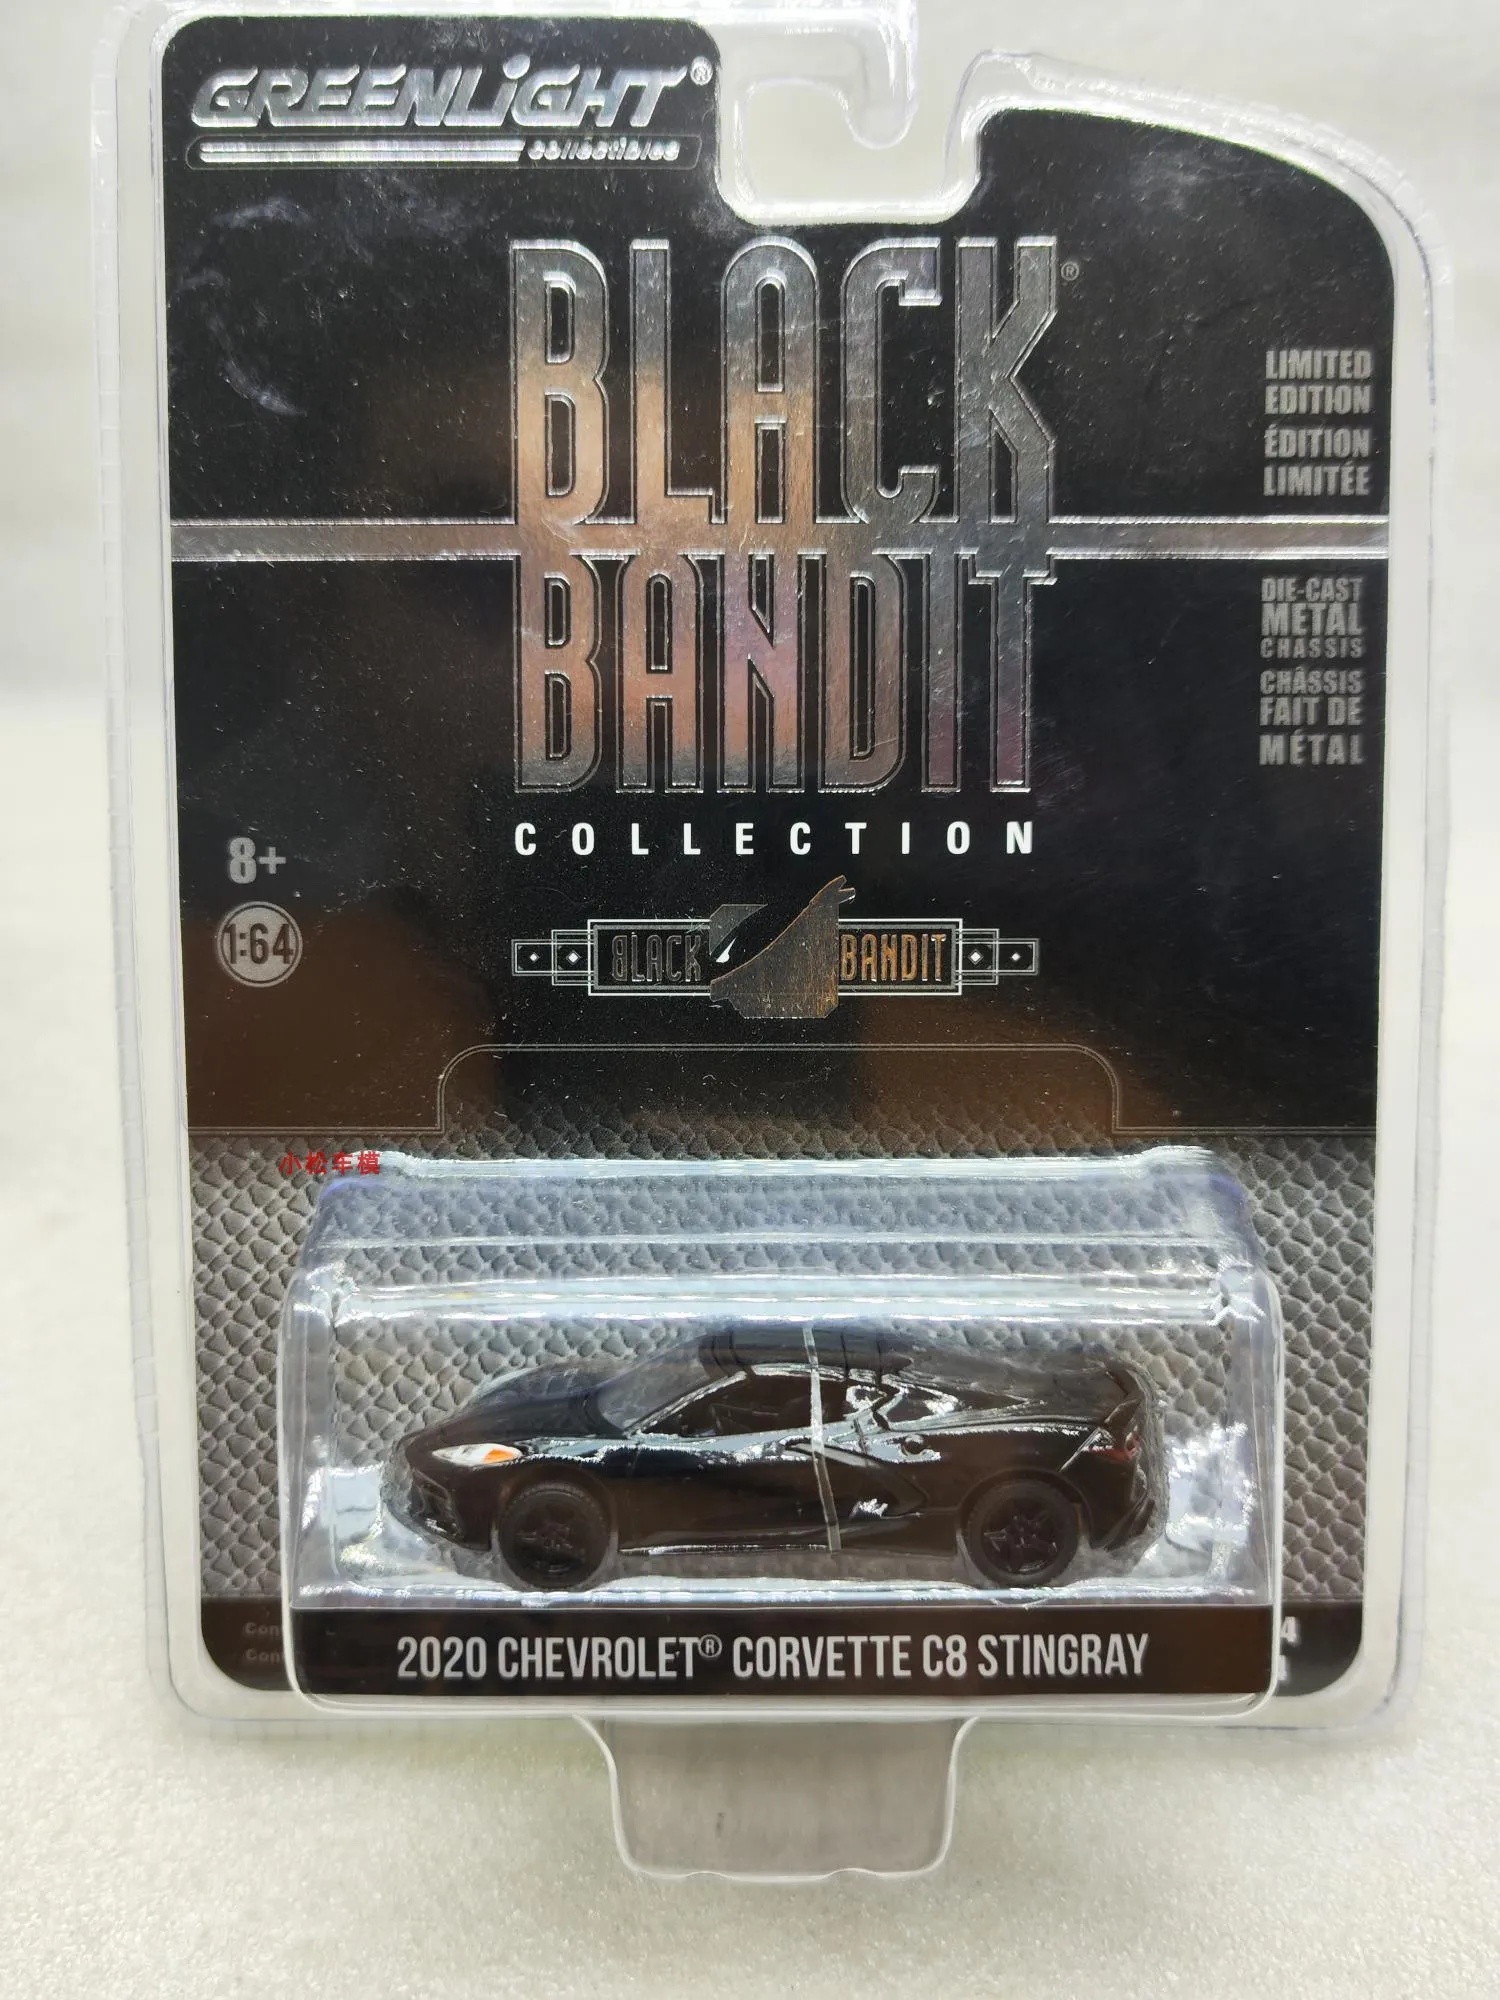 GREENLIGHT®
collectibles
BLACK®
BANDIT
COLLECTION
LIMITED
EDITION
ÉDITION
LIMITÉE
DIE-CAST
METAL
CHASSIS
CHÂSSIS
FAIT DE
MÉTAL
8+
1:64
BLACK BANDIT
小松车模
2020 CHEVROLET® CORVETTE C8 STINGRAY